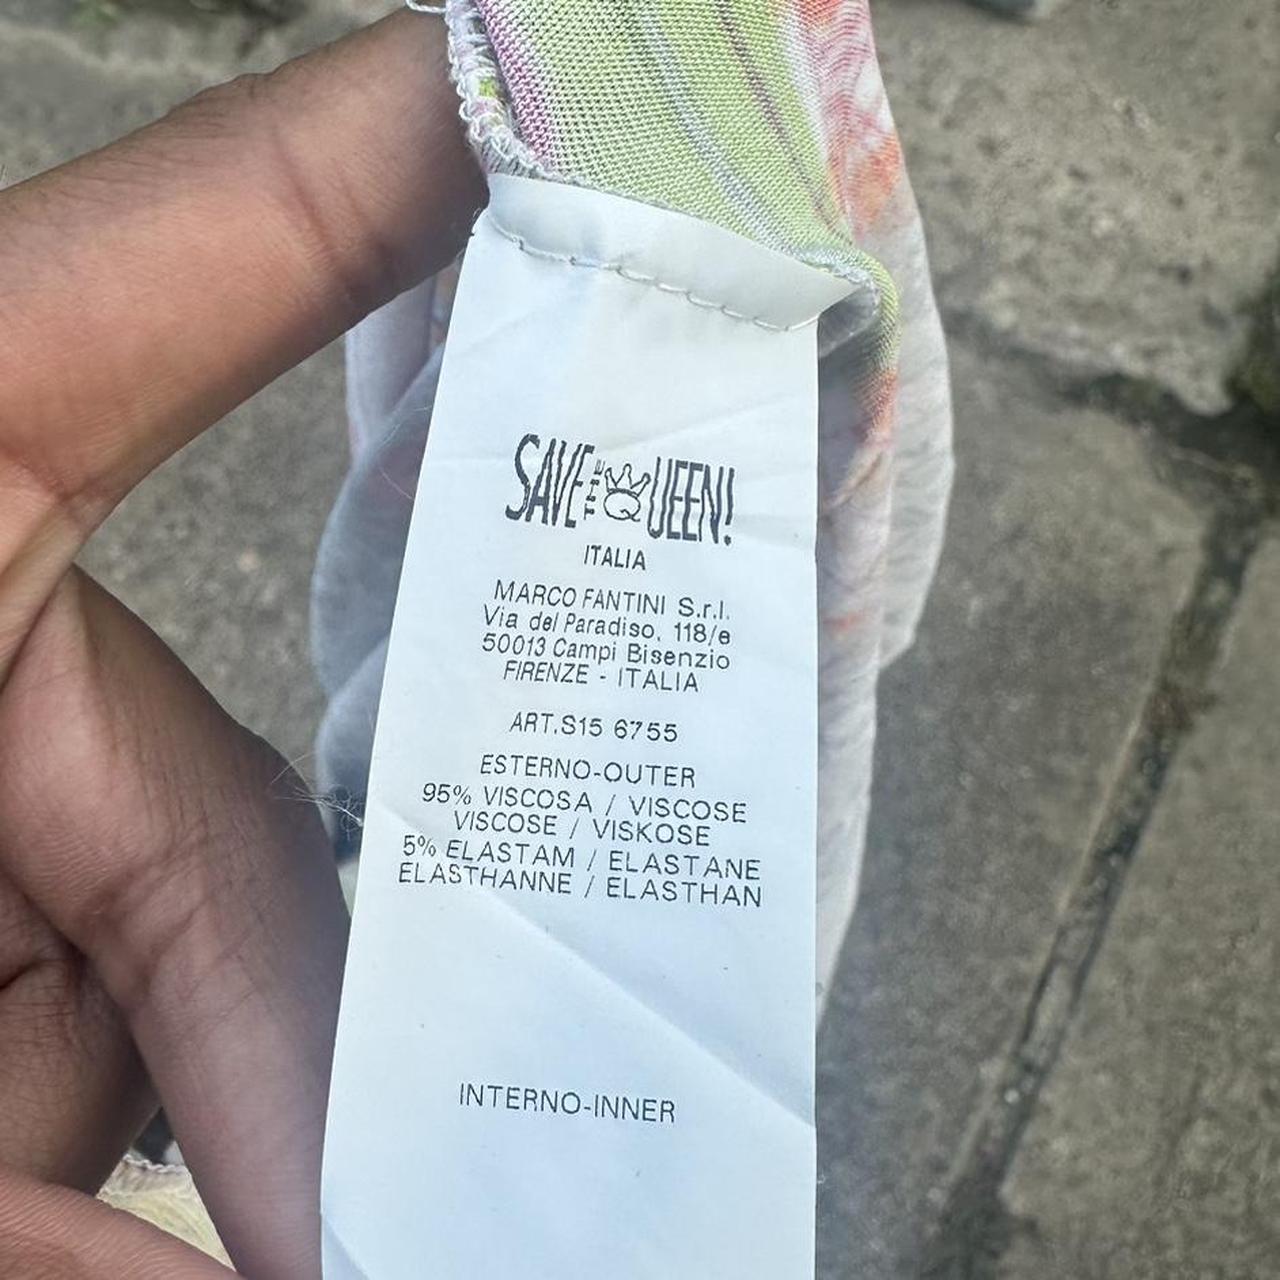 SAVE THE QUEEN!
ITALIA
MARCO FANTINI S.r.l.
Via del Paradiso, 118/e
50013 Campi Bisenzio
FIRENZE - ITALIA
ART.S15 6755
ESTERNO-OUTER
95% VISCOSA / VISCOSE
VISCOSE / VISKOSE
5% ELASTAM / ELASTANE
ELASTHANNE / ELASTHAN
INTERNO-INNER